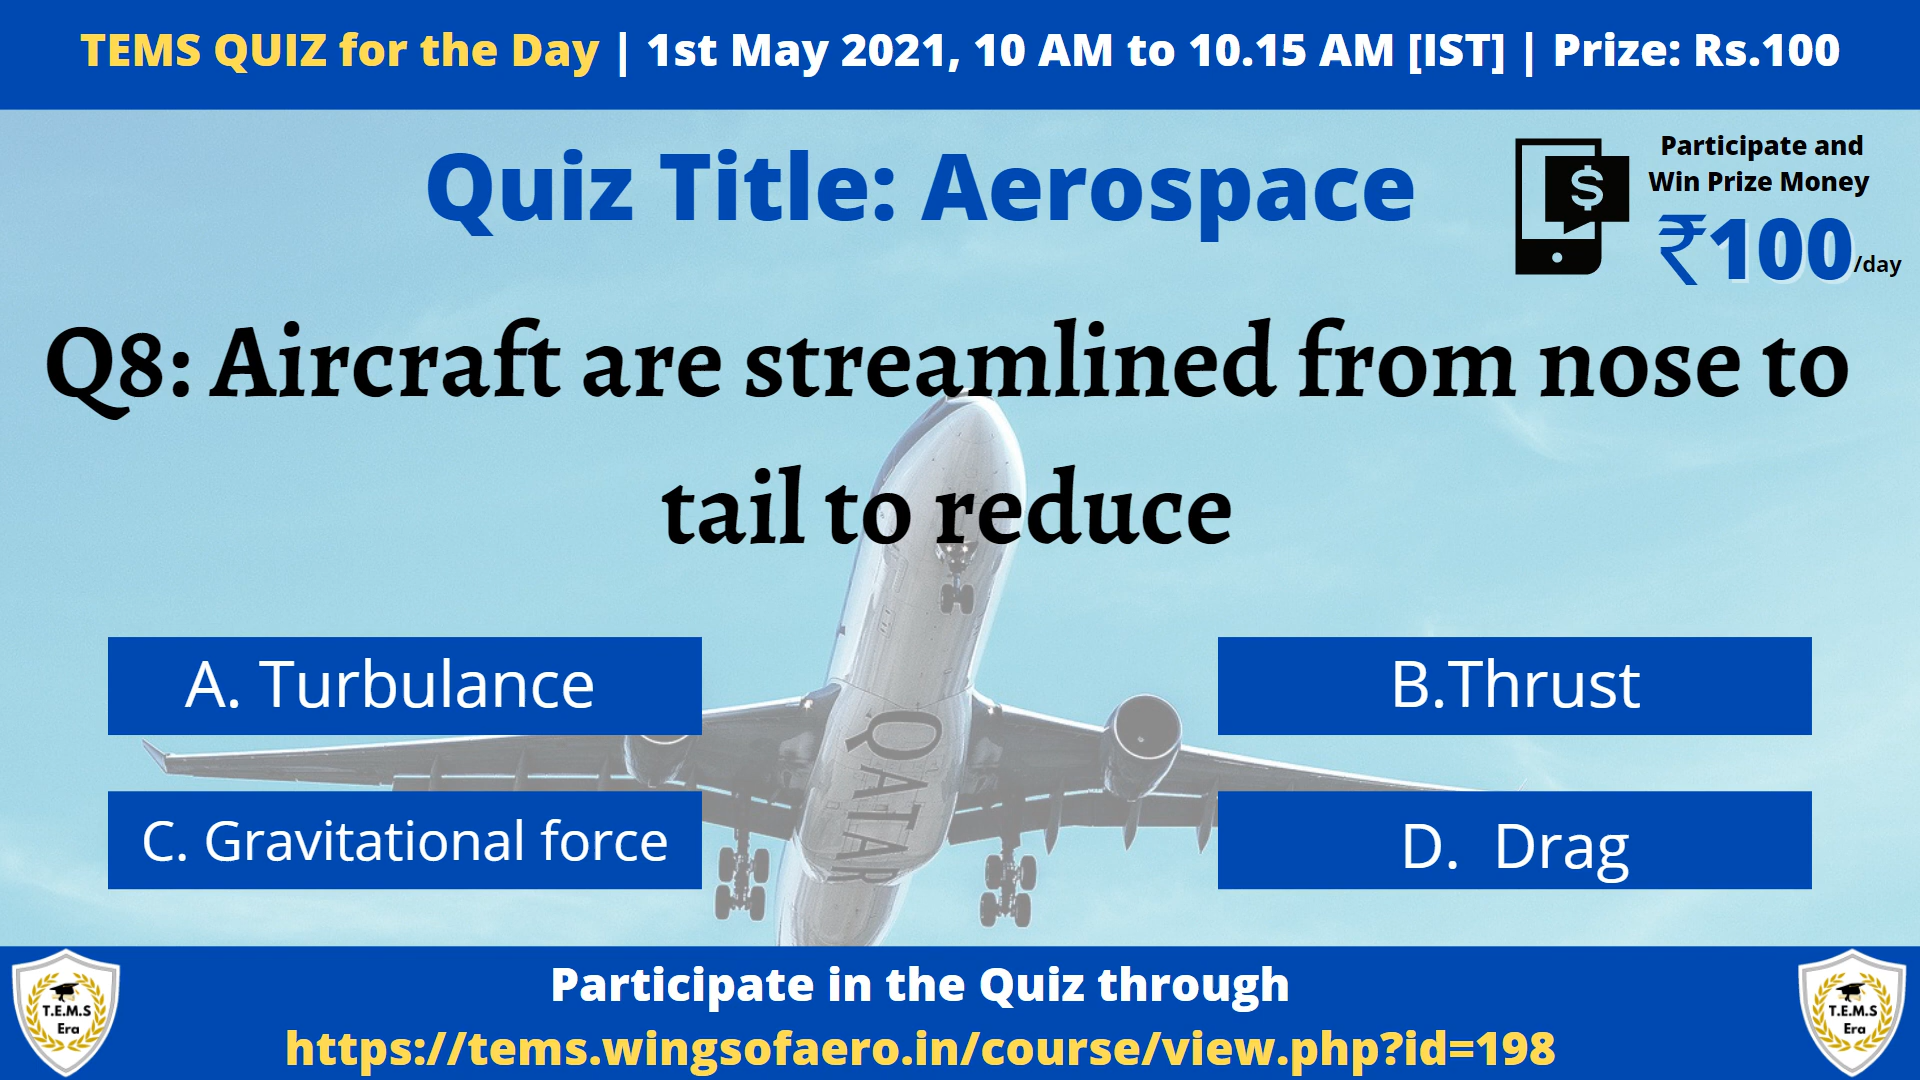 TEMS QUIZ for the Day | 1st May 2021, 10 AM to 10.15 AM [IST] | Prize: Rs.100
Quiz Title: Aerospace
$
Participate and
Win Prize Money
₹100/day
Q8: Aircraft are streamlined from nose to
tail to reduce
A. Turbulance
B.Thrust
C. Gravitational force
D. Drag
QATAR
Participate in the Quiz through
https://tems.wingsofaero.in/course/view.php?id=198
T.E.M.S
Era
T.E.M.S
Era